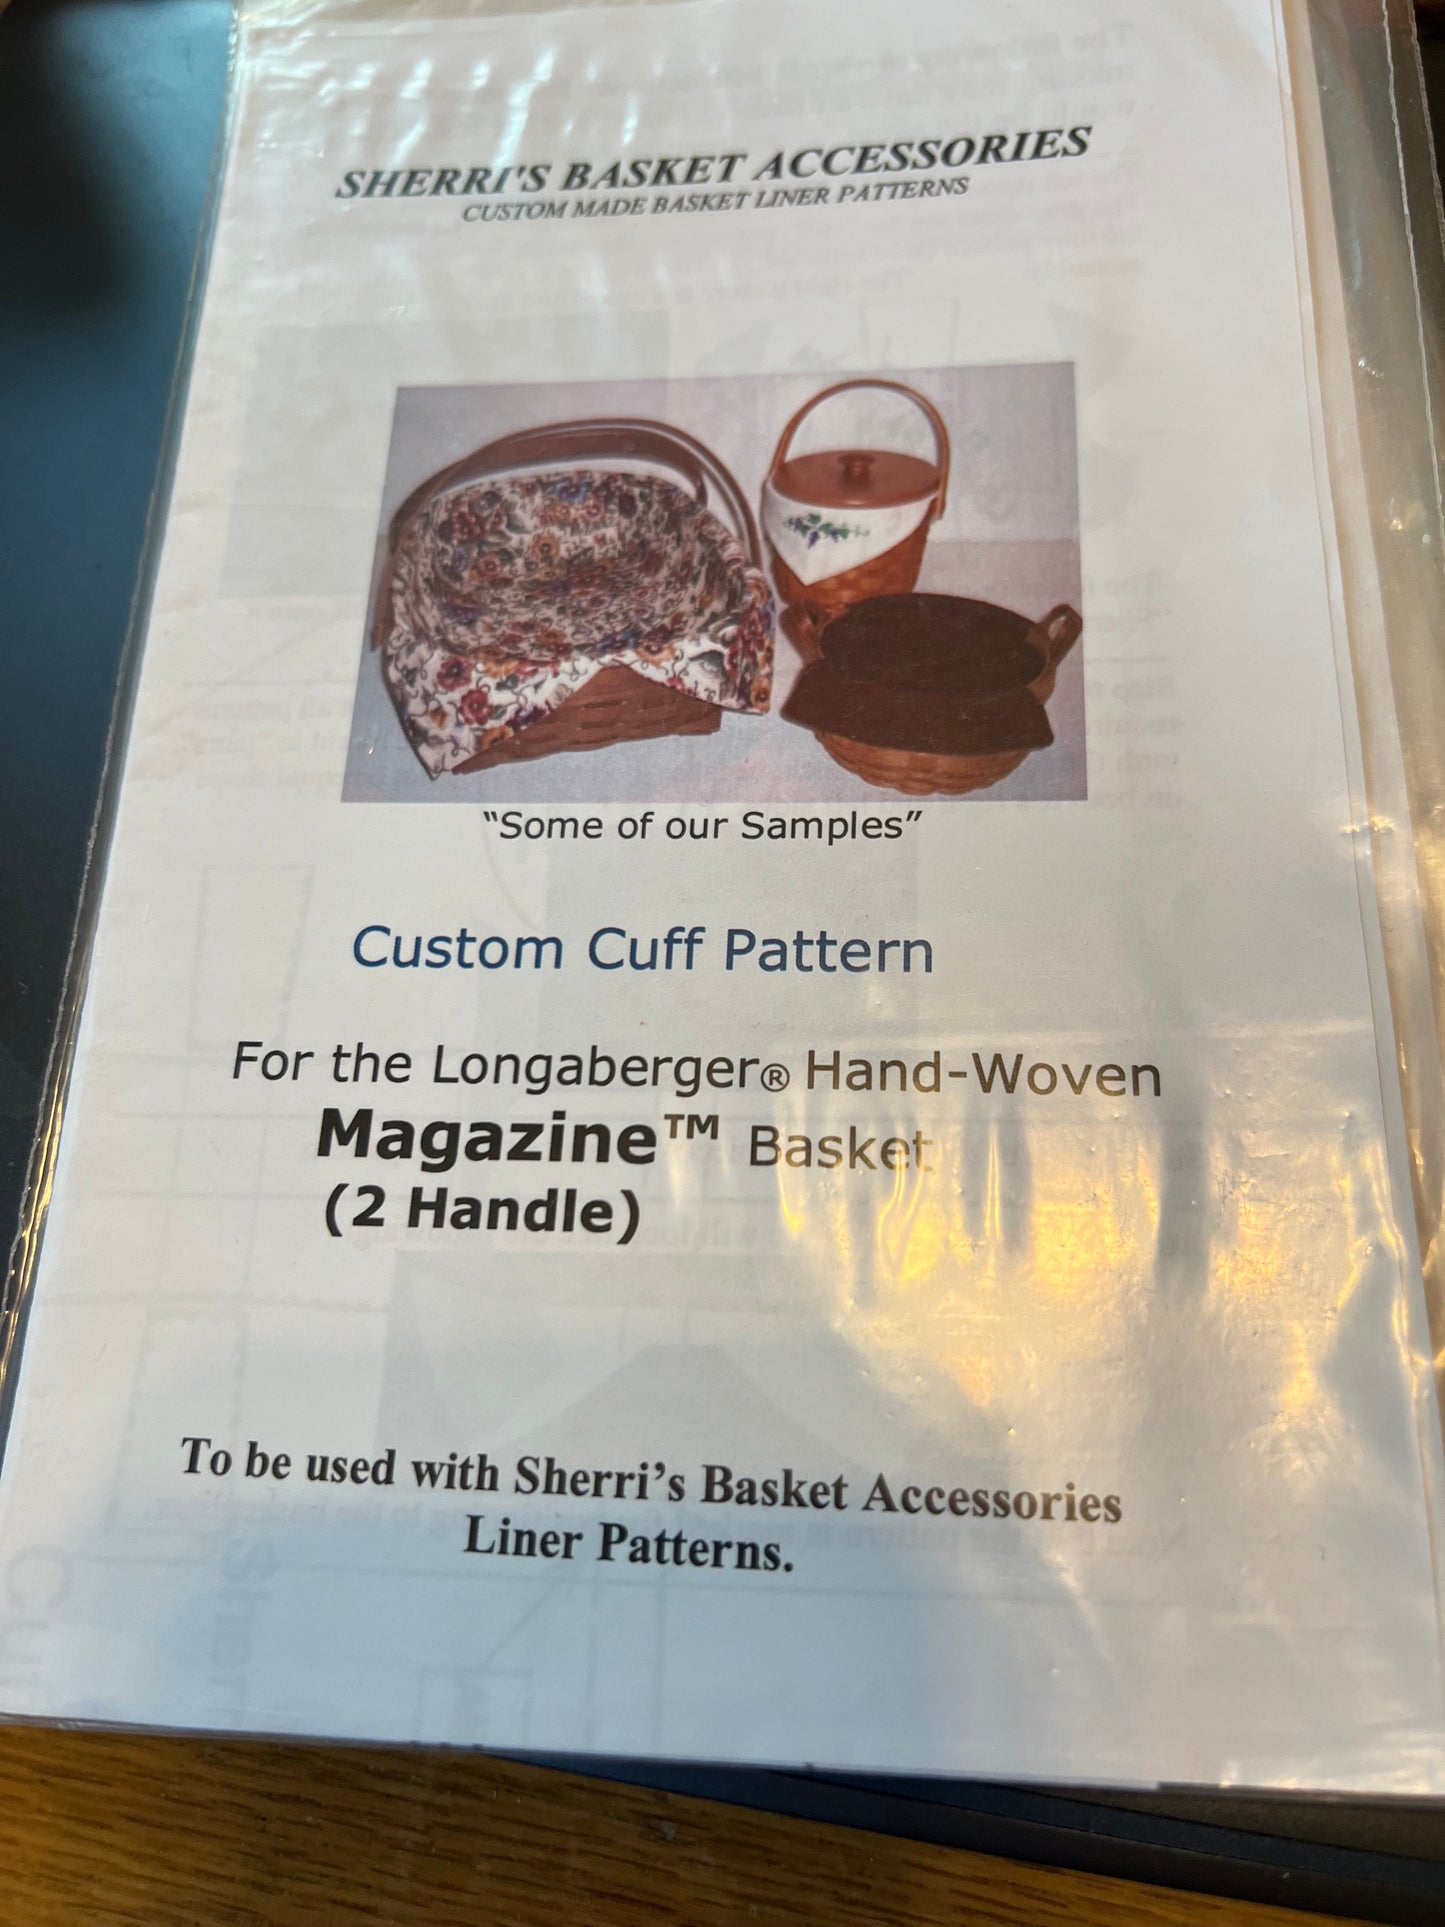 SHERRI'S BASKET ACCESSORIES
CUSTOM MADE BASKET LINER PATTERNS
“Some of our Samples”
Custom Cuff Pattern
For the Longaberger® Hand-Woven
Magazine™ Basket
(2 Handle)
To be used with Sherri’s Basket Accessories
Liner Patterns.